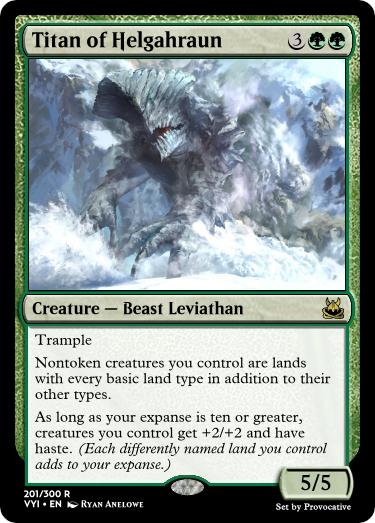 Titan of Helgahraun 3
Creature — Beast Leviathan
Trample
Nontoken creatures you control are lands
with every basic land type in addition to their
other types.
As long as your expanse is ten or greater,
creatures you control get +2/+2 and have
haste. (Each differently named land you control
adds to your expanse.)
5/5
201/300 R
VYI • EN Ryan Anelowe
Set by Provocative